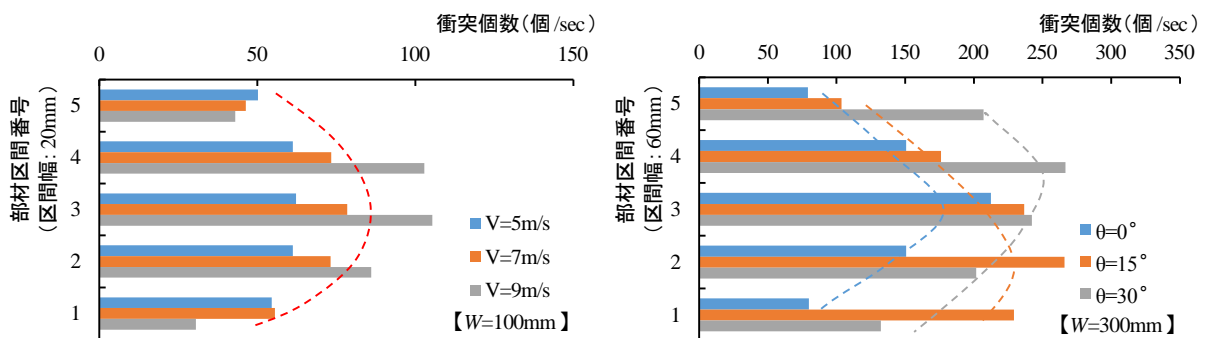 衝突個数(個/sec)
0 50 100 150
部材区間番号
(区間幅：20mm)
5
4
3
2
1
V=5m/s
V=7m/s
V=9m/s
【W=100mm】
衝突個数(個/sec)
0 50 100 150 200 250 300 350
部材区間番号
(区間幅：60mm)
5
4
3
2
1
θ=0°
θ=15°
θ=30°
【W=300mm】